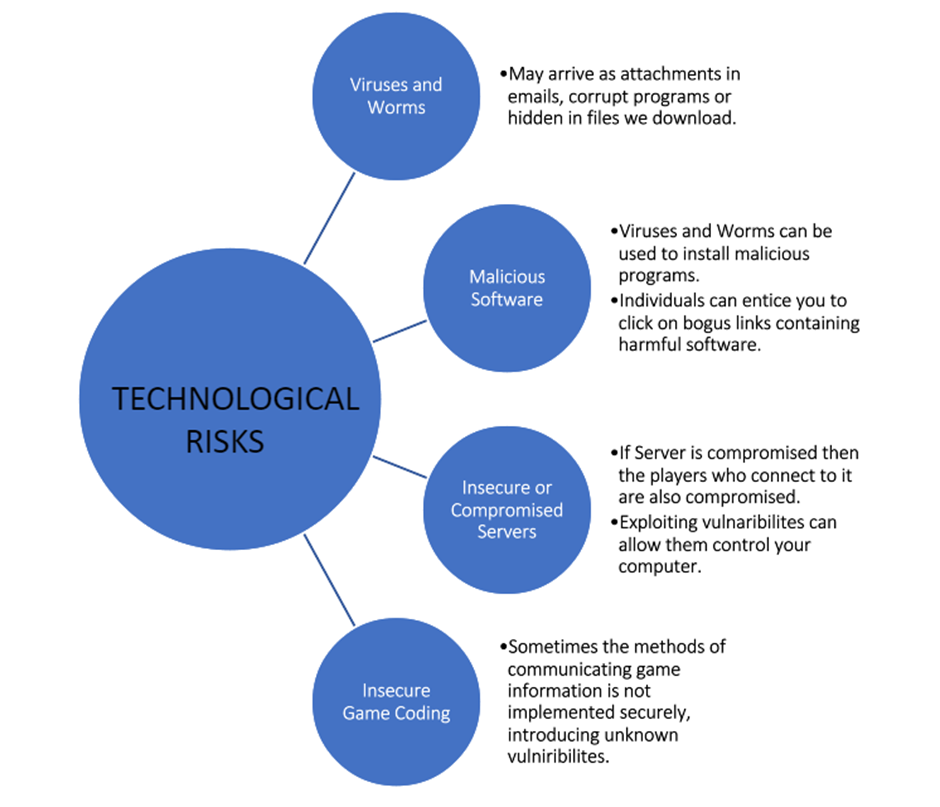 Viruses and
Worms
•May arrive as attachments in
emails, corrupt programs or
hidden in files we download.
Malicious
Software
•Viruses and Worms can be
used to install malicious
programs.
•Individuals can entice you to
click on bogus links containing
harmful software.
TECHNOLOGICAL
RISKS
Insecure or
Compromised
Servers
•If Server is compromised then
the players who connect to it
are also compromised.
•Exploiting vulnaribilites can
allow them control your
computer.
Insecure
Game Coding
•Sometimes the methods of
communicating game
information is not
implemented securely,
introducing unknown
vulniribilites.